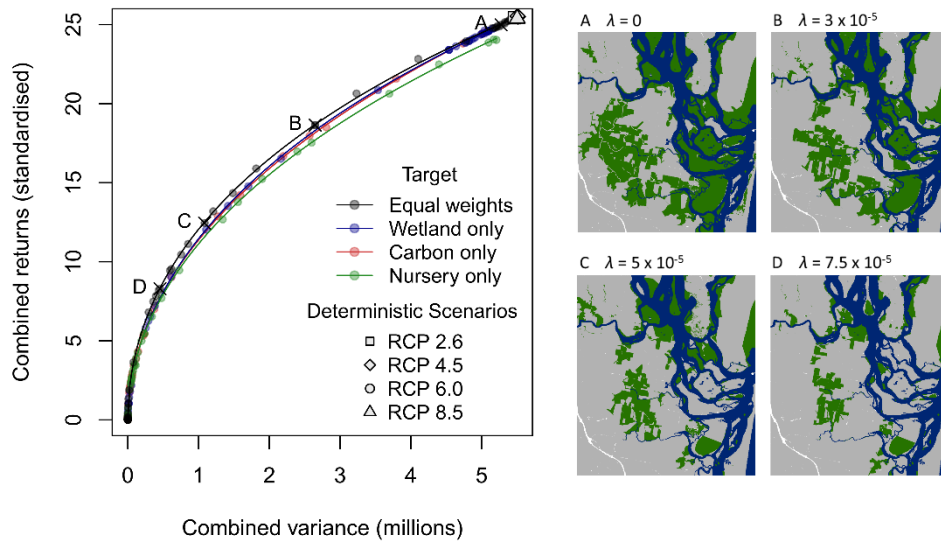 Combined returns (standardised)
25
20
15
10
5
0
A
B
C
D
Target
Equal weights
Wetland only
Carbon only
Nursery only
Deterministic Scenarios
RCP 2.6
RCP 4.5
RCP 6.0
RCP 8.5
0 1 2 3 4 5
Combined variance (millions)
A λ = 0
B λ = 3 x 10⁻⁵
C λ = 5 x 10⁻⁵
D λ = 7.5 x 10⁻⁵